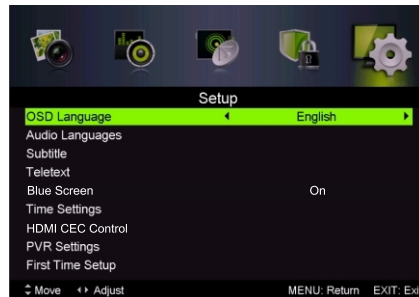 Setup
OSD Language English
Audio Languages
Subtitle
Teletext
Blue Screen On
Time Settings
HDMI CEC Control
PVR Settings
First Time Setup
Move Adjust MENU: Return EXIT: Exi